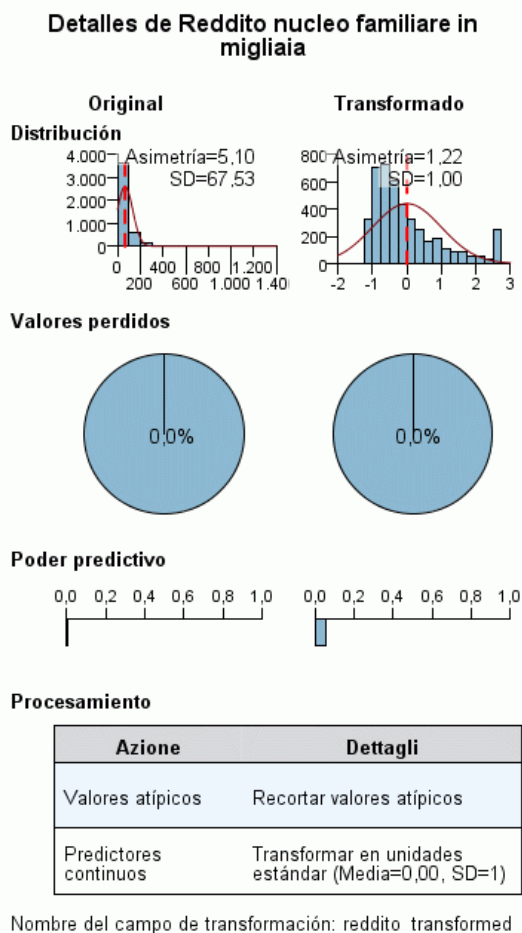 Detalles de Reddito nucleo familiare in
migliaia
Original
Transformado
Distribución
Asimetría=5,10
SD=67,53
4.000
3.000
2.000
1.000
0
0 400 800 1.200
200 600 1.000 1.40
Asimetría=1,22
SD=1,00
800
600
400
200
0
-2 -1 0 1 2 3
Valores perdidos
0,0%
0,0%
Poder predictivo
0,0 0,2 0,4 0,6 0,8 1,0
0,0 0,2 0,4 0,6 0,8 1,0
Procesamiento
Azione Dettagli
Valores atípicos Recortar valores atípicos
Predictores Transformar en unidades
continuos estándar (Media=0,00, SD=1)
Nombre del campo de transformación: reddito_transformed